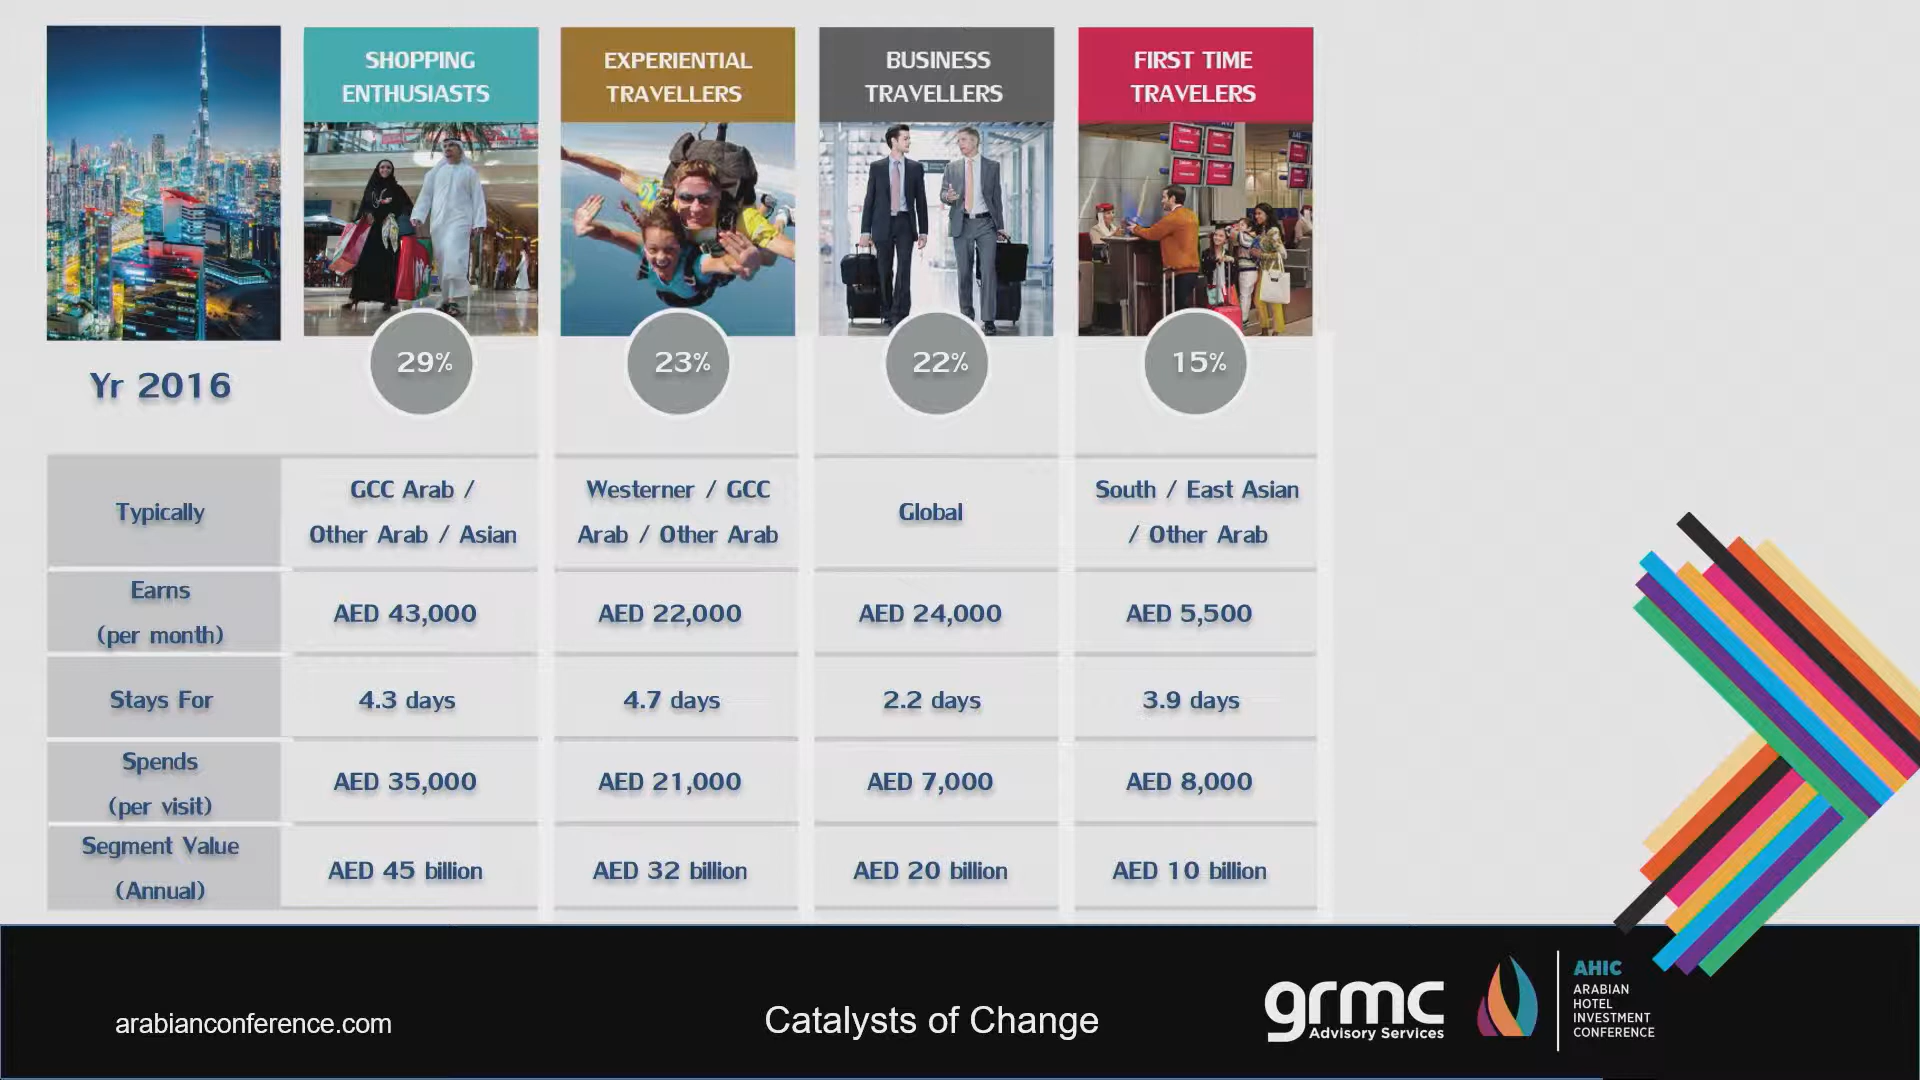 SHOPPING
ENTHUSIASTS
EXPERIENTIAL
TRAVELLERS
BUSINESS
TRAVELLERS
FIRST TIME
TRAVELERS
Yr 2016
29%
23%
22%
15%
Typically
GCC Arab /
Other Arab / Asian
Westerner / GCC
Arab / Other Arab
Global
South / East Asian
/ Other Arab
Earns
(per month)
AED 43,000
AED 22,000
AED 24,000
AED 5,500
Stays For
4.3 days
4.7 days
2.2 days
3.9 days
Spends
(per visit)
AED 35,000
AED 21,000
AED 7,000
AED 8,000
Segment Value
(Annual)
AED 45 billion
AED 32 billion
AED 20 billion
AED 10 billion
arabianconference.com
Catalysts of Change
grmc
Advisory Services
AHIC
ARABIAN
HOTEL
INVESTMENT
CONFERENCE